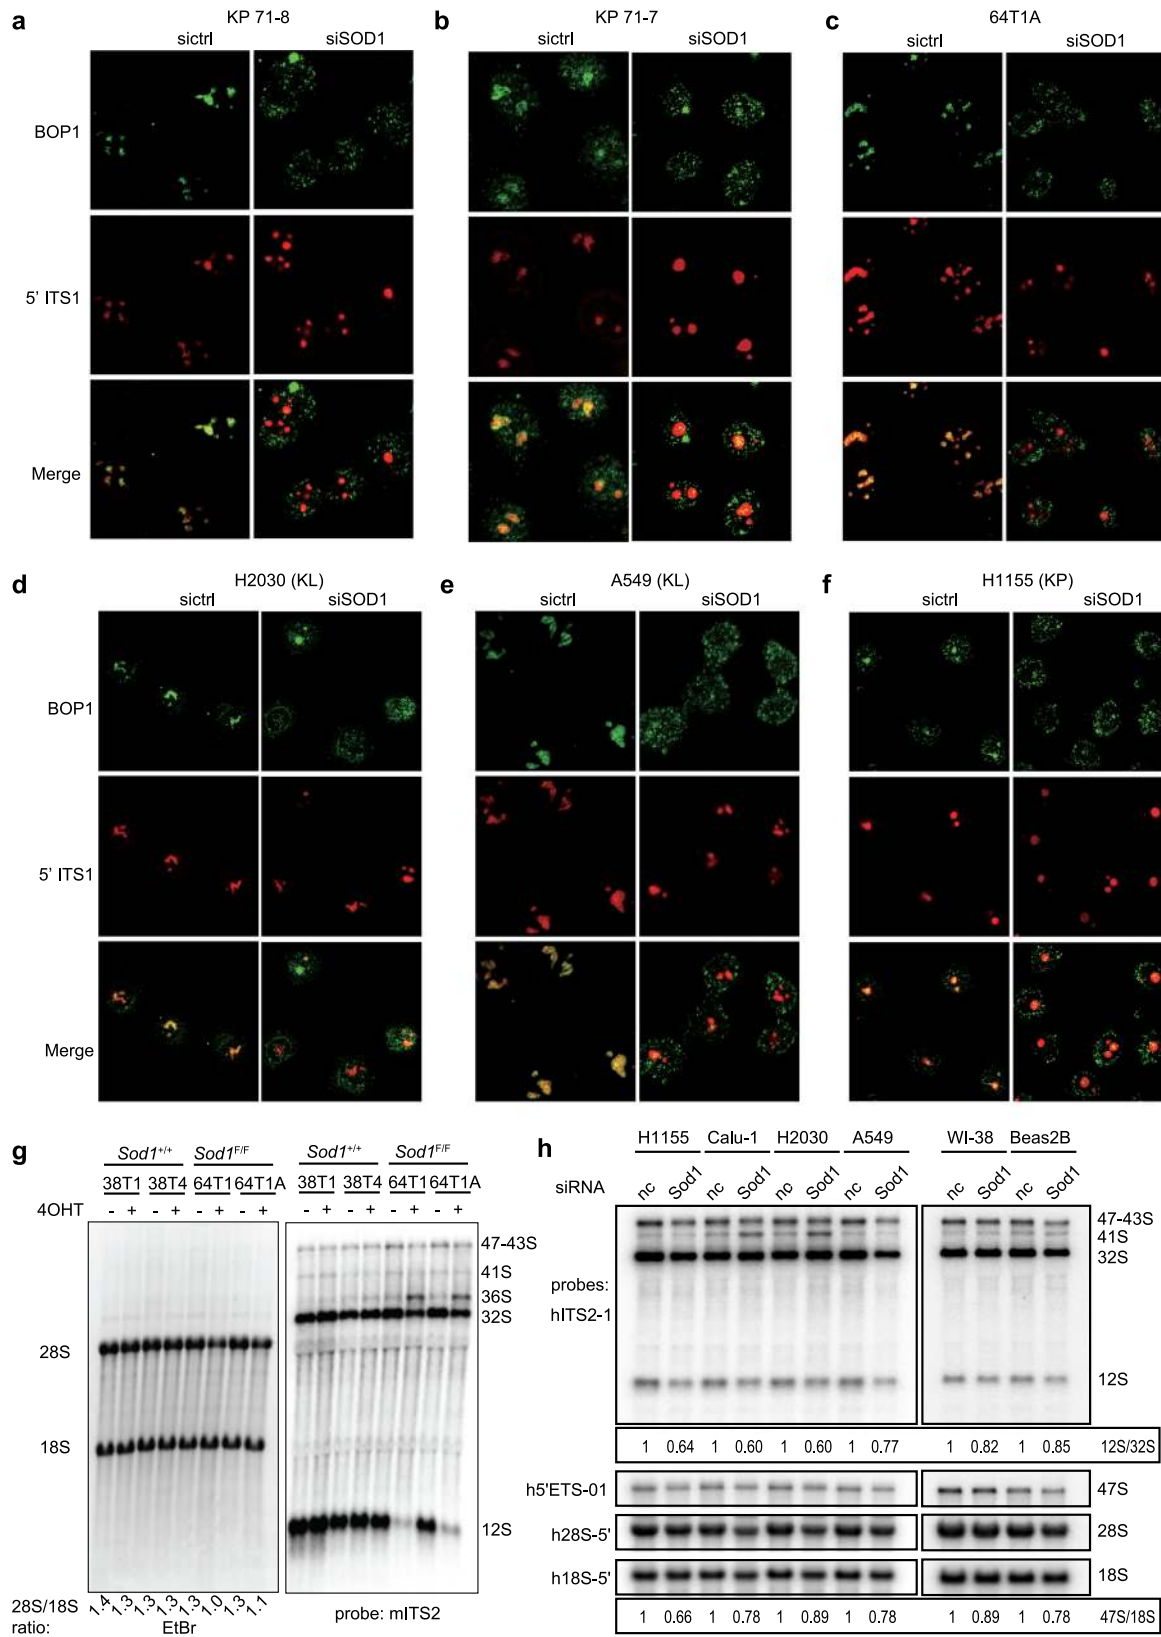 a KP 71-8
sictrl siSOD1
BOP1
5' ITS1
Merge
b KP 71-7
sictrl siSOD1
c 64T1A
sictrl siSOD1
d H2030 (KL)
sictrl siSOD1
BOP1
5' ITS1
Merge
e A549 (KL)
sictrl siSOD1
f H1155 (KP)
sictrl siSOD1
g Sod1+/+ Sod1F/F Sod1+/+ Sod1F/F
38T1 38T4 64T1 64T1A 38T1 38T4 64T1 64T1A
4OHT - + - + - + - + - + - + - + - +
47-43S
41S
36S
32S
28S
18S
12S
28S/18S ratio: 1.4 1.3 1.3 1.3 1.3 1.0 1.3 1.1
EtBr
probe: mITS2
h H1155 Calu-1 H2030 A549 WI-38 Beas2B
siRNA nc Sod1 nc Sod1 nc Sod1 nc Sod1 nc Sod1 nc Sod1
47-43S
41S
32S
probes:
hITS2-1
12S
1 0.64 1 0.60 1 0.60 1 0.77 1 0.82 1 0.85 12S/32S
h5'ETS-01 47S
h28S-5' 28S
h18S-5' 18S
1 0.66 1 0.78 1 0.89 1 0.78 1 0.89 1 0.78 47S/18S